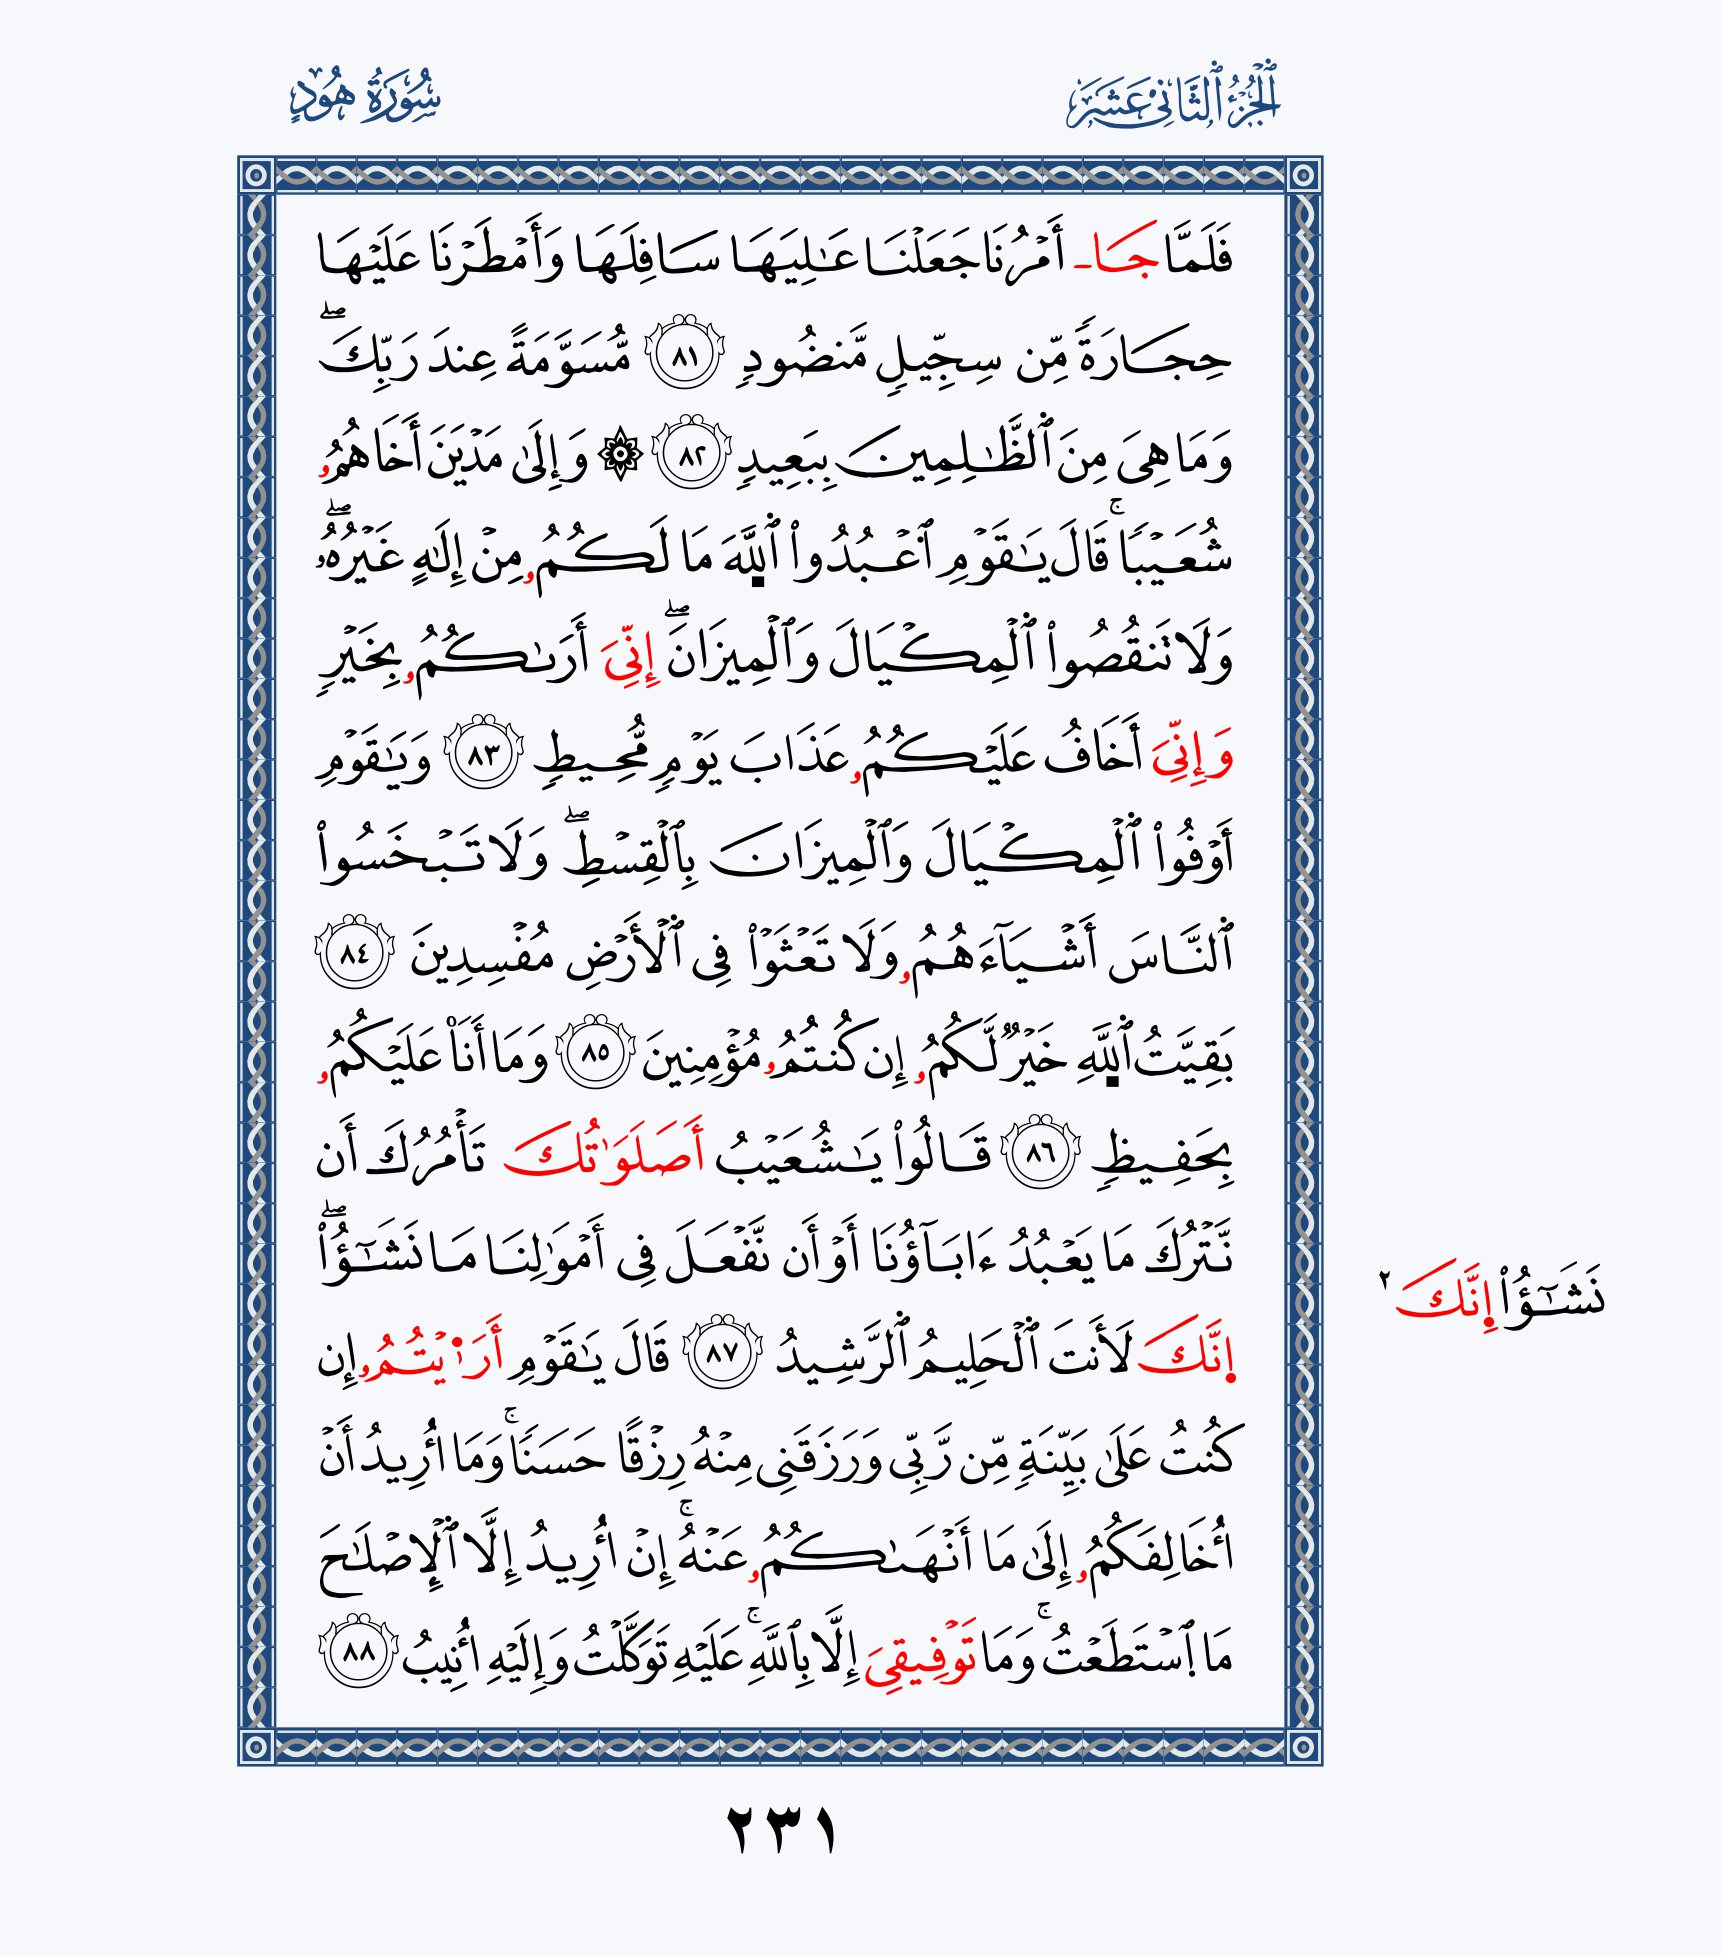 الجُزْءُ ٱلثَّانِىْ عَشَرَ
سُورَةُ هُودٍ
فَلَمَّا جَاـ أَمْرُنَا جَعَلْنَا عَٰلِيَهَا سَافِلَهَا وَأَمْطَرْنَا عَلَيْهَا
حِجَارَةً مِّن سِجِّيلٍ مَّنضُودٍ ٨١ مُّسَوَّمَةً عِندَ رَبِّكَۖ
وَمَا هِىَ مِنَ ٱلظَّٰلِمِينَ بِبَعِيدٍ ٨٢ ۞ وَإِلَىٰ مَدْيَنَ أَخَاهُمُۥ
شُعَيْبًاۚ قَالَ يَٰقَوْمِ ٱعْبُدُوا۟ ٱللَّهَ مَا لَكُمُۥ مِنْ إِلَٰهٍ غَيْرُهُۥۖ
وَلَا تَنقُصُوا۟ ٱلْمِكْيَالَ وَٱلْمِيزَانَۖ إِنِّىَ أَرَىٰكُمُۥ بِخَيْرٍ
وَإِنِّىَ أَخَافُ عَلَيْكُمُۥ عَذَابَ يَوْمٍ مُّحِيطٍ ٨٣ وَيَٰقَوْمِ
أَوْفُوا۟ ٱلْمِكْيَالَ وَٱلْمِيزَانَ بِٱلْقِسْطِۖ وَلَا تَبْخَسُوا۟
ٱلنَّاسَ أَشْيَآءَهُمُۥ وَلَا تَعْثَوْا۟ فِى ٱلْأَرْضِ مُفْسِدِينَ ٨٤
بَقِيَّتُ ٱللَّهِ خَيْرٌ لَّكُمُۥ إِن كُنتُمُۥ مُؤْمِنِينَ ٨٥ وَمَا أَنَا۠ عَلَيْكُمُۥ
بِحَفِيظٍ ٨٦ قَالُوا۟ يَٰشُعَيْبُ أَصَلَوَٰتُكَ تَأْمُرُكَ أَن
نَّتْرُكَ مَا يَعْبُدُ ءَابَآؤُنَا أَوْ أَن نَّفْعَلَ فِى أَمْوَٰلِنَا مَا نَشَٰٓؤُا۟ۖ
نَشَٰٓؤُا۟ إِنَّكَ ٢
اِنَّكَ لَأَنتَ ٱلْحَلِيمُ ٱلرَّشِيدُ ٨٧ قَالَ يَٰقَوْمِ أَرَا۬يْتُمُۥ إِن
كُنتُ عَلَىٰ بَيِّنَةٍ مِّن رَّبِّى وَرَزَقَنِى مِنْهُ رِزْقًا حَسَنًاۚ وَمَا أُرِيدُ أَنْ
أُخَالِفَكُمُۥ إِلَىٰ مَا أَنْهَىٰكُمُۥ عَنْهُۚ إِنْ أُرِيدُ إِلَّا ٱلْإِصْلَٰحَ
مَا ٱسْتَطَعْتُۚ وَمَا تَوْفِيقِىَ إِلَّا بِٱللَّهِۚ عَلَيْهِ تَوَكَّلْتُ وَإِلَيْهِ أُنِيبُ ٨٨
٢٣١